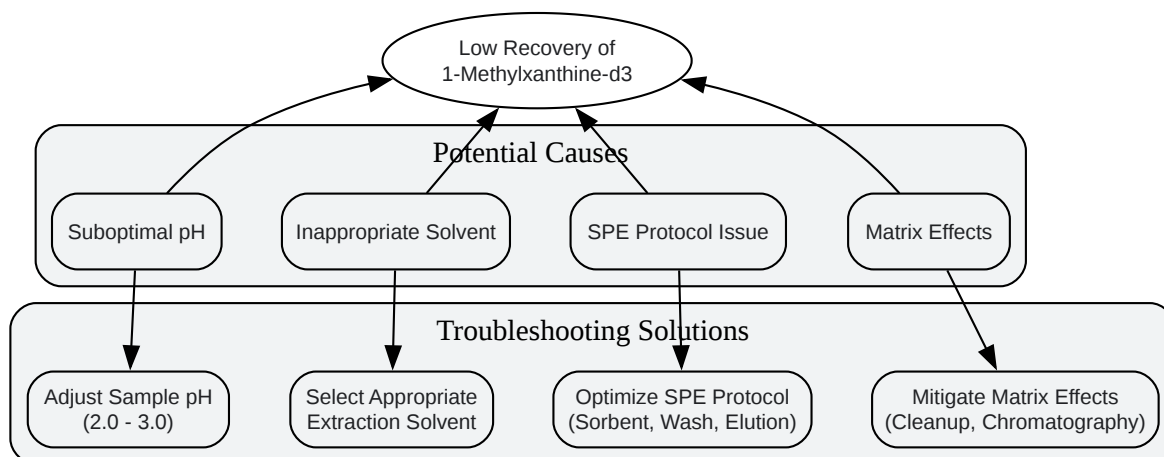 Low Recovery of
1-Methylxanthine-d3
Potential Causes
Suboptimal pH
Inappropriate Solvent
SPE Protocol Issue
Matrix Effects
Troubleshooting Solutions
Adjust Sample pH
(2.0 - 3.0)
Select Appropriate
Extraction Solvent
Optimize SPE Protocol
(Sorbent, Wash, Elution)
Mitigate Matrix Effects
(Cleanup, Chromatography)